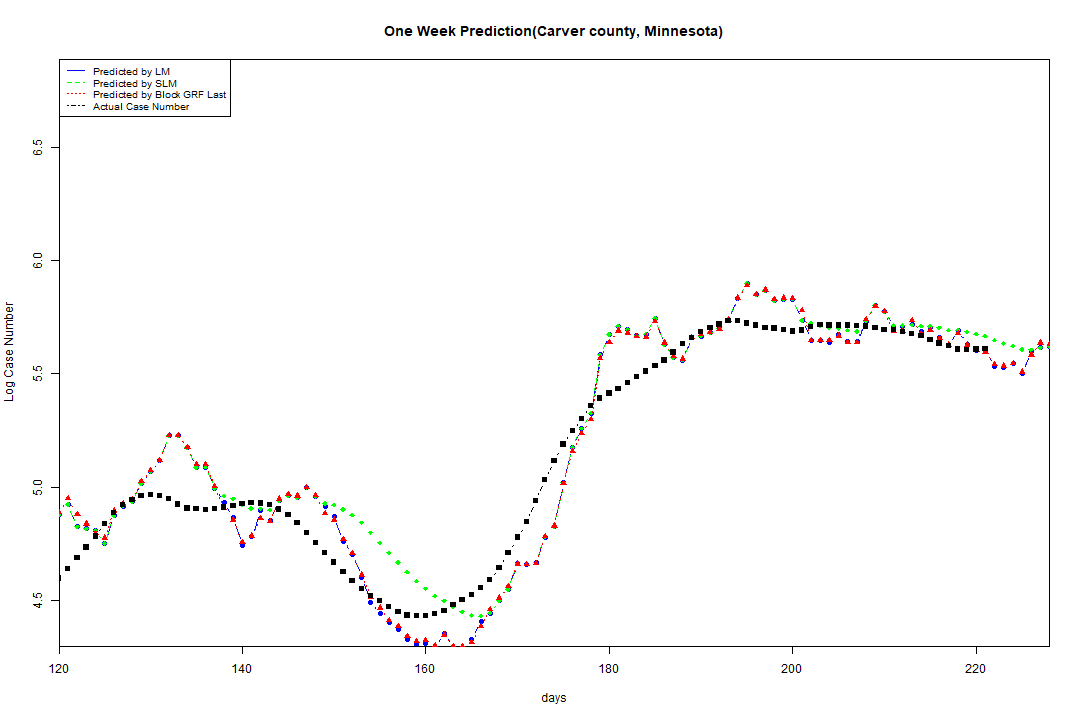 One Week Prediction(Carver county, Minnesota)
Predicted by LM
Predicted by SLM
Predicted by Block GRF Last
Actual Case Number
6.5
6.0
5.5
5.0
4.5
Log Case Number
120 140 160 180 200 220
days